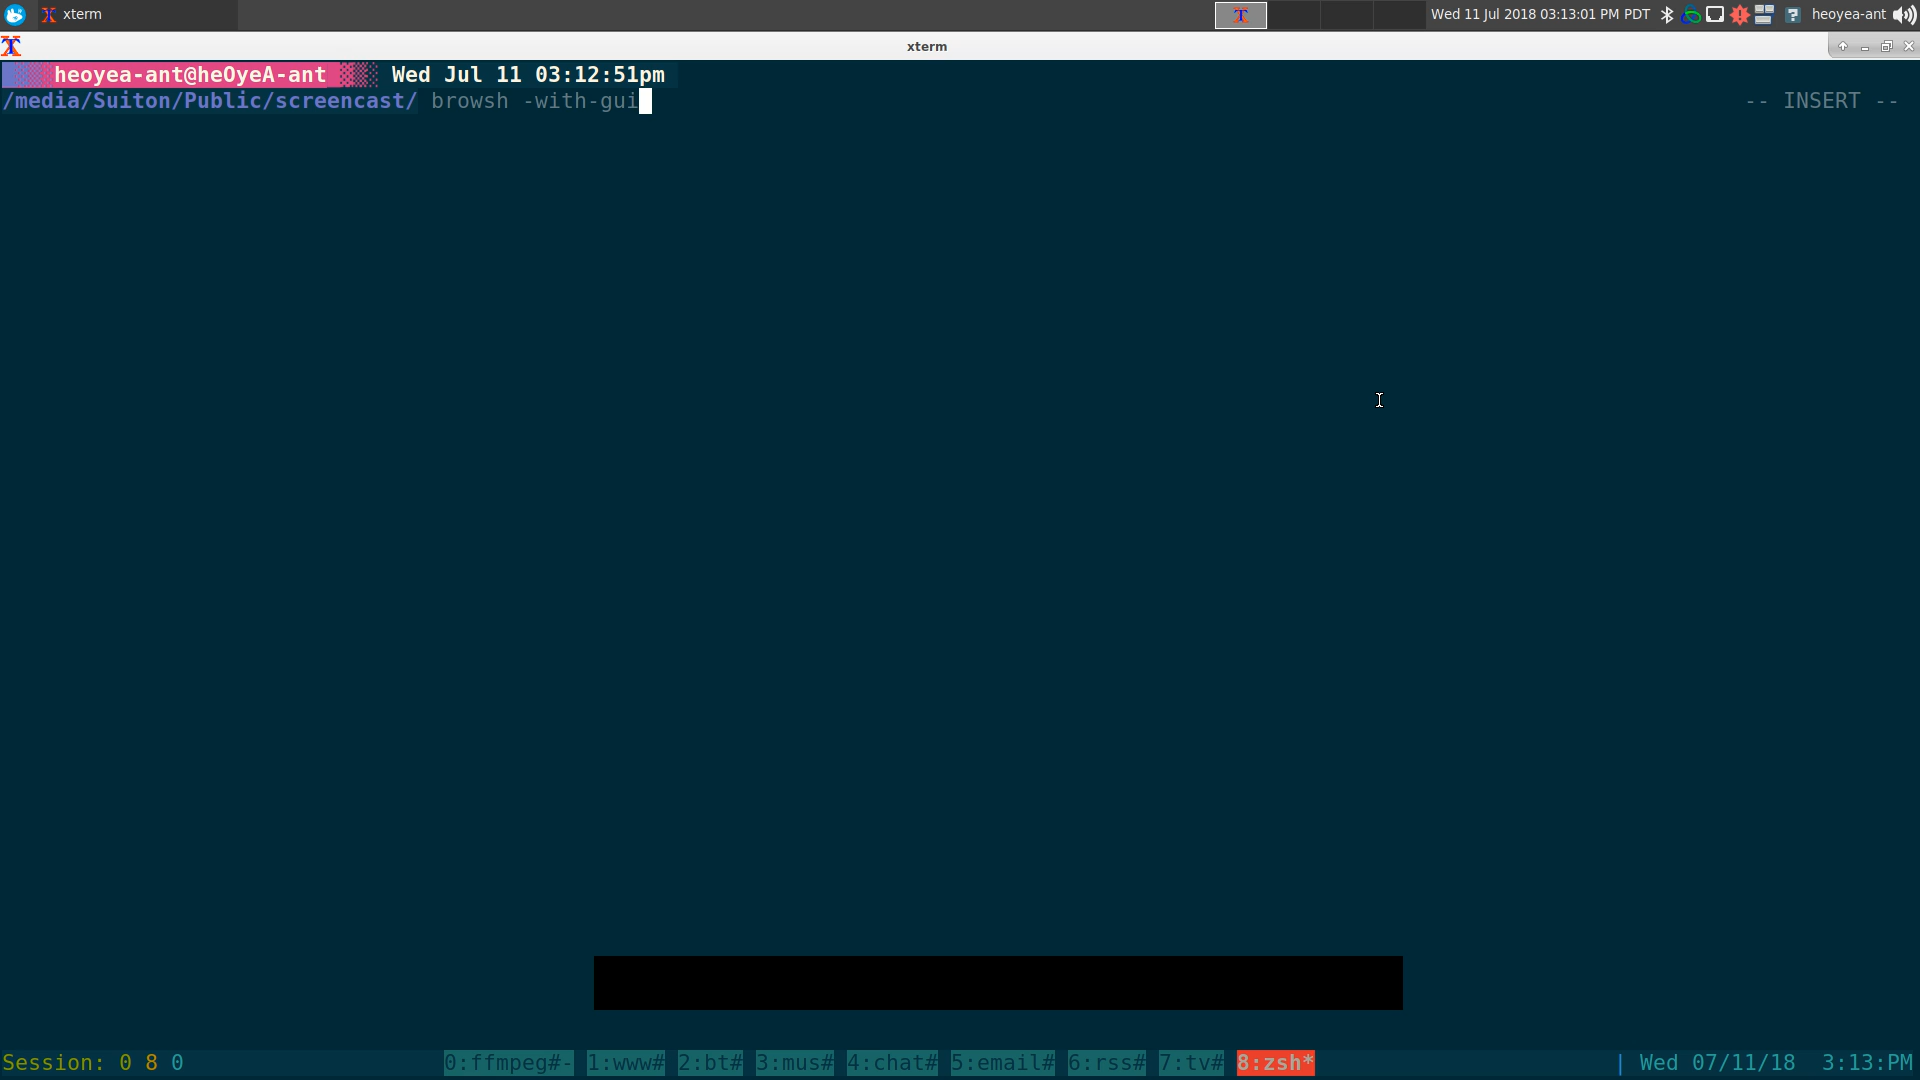 xterm
Wed 11 Jul 2018 03:13:01 PM PDT
heoyea-ant
xterm
heoyea-ant@heOyeA-ant Wed Jul 11 03:12:51pm
/media/Suiton/Public/screencast/ browsh -with-gui
-- INSERT --
Session: 0 8 0
0:ffmpeg#- 1:www# 2:bt# 3:mus# 4:chat# 5:email# 6:rss# 7:tv# 8:zsh*
| Wed 07/11/18 3:13:PM